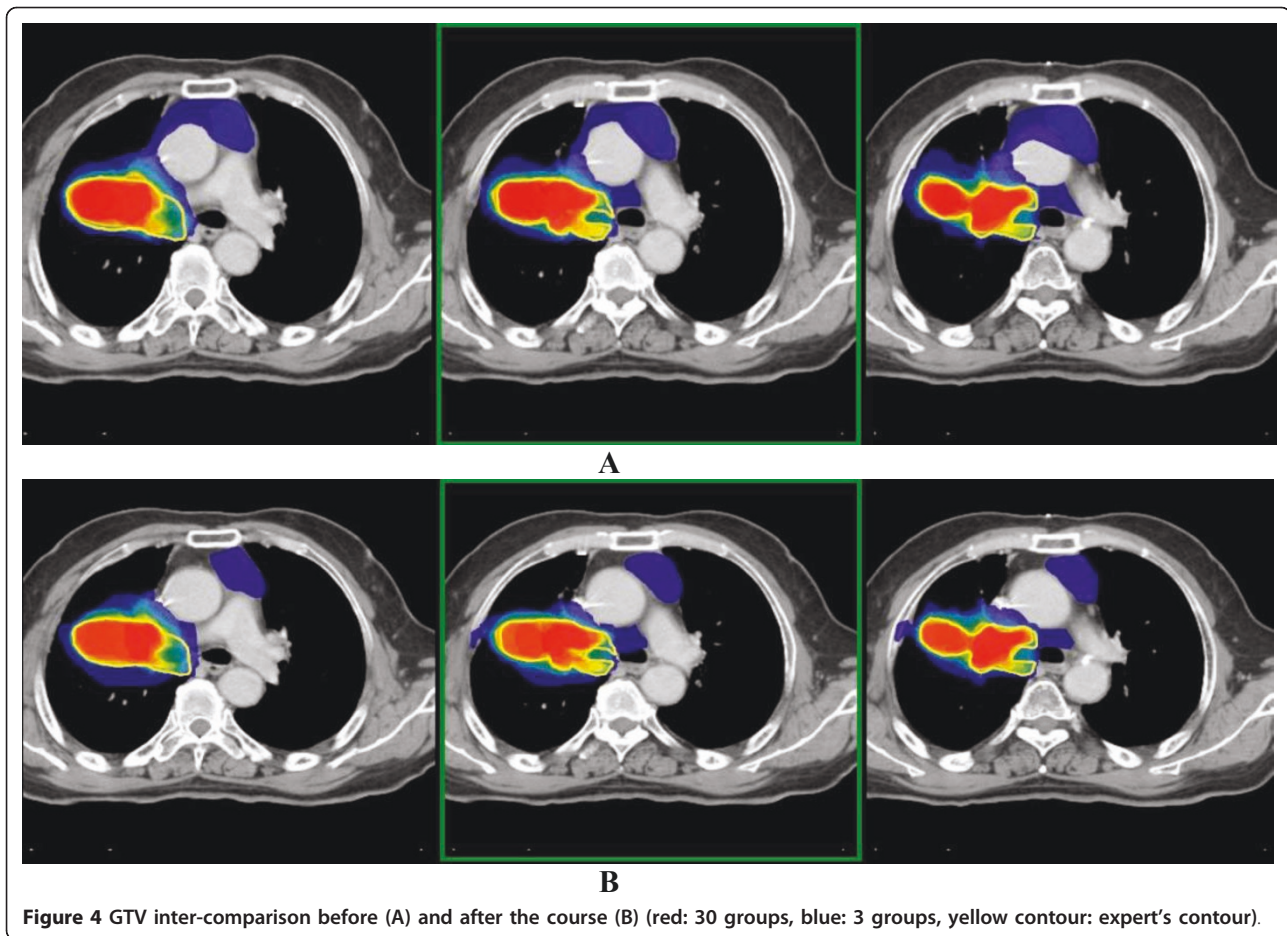 A
B
Figure 4 GTV inter-comparison before (A) and after the course (B) (red: 30 groups, blue: 3 groups, yellow contour: expert's contour).